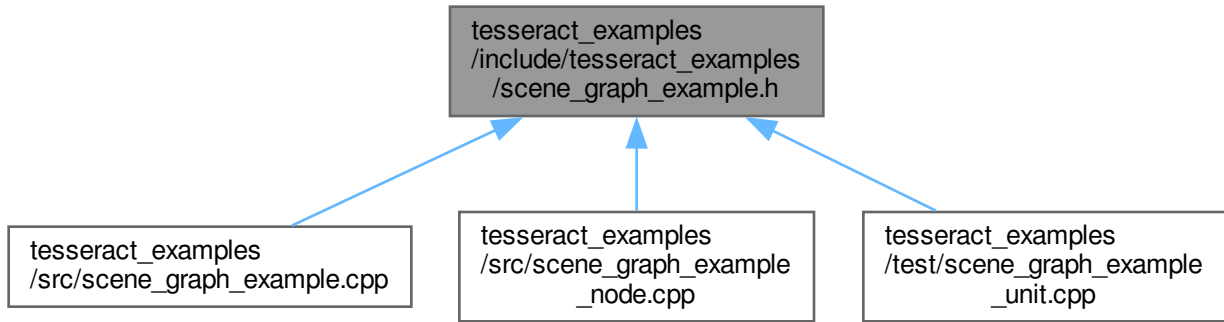 tesseract_examples
/include/tesseract_examples
/scene_graph_example.h
tesseract_examples
/src/scene_graph_example.cpp
tesseract_examples
/src/scene_graph_example
_node.cpp
tesseract_examples
/test/scene_graph_example
_unit.cpp